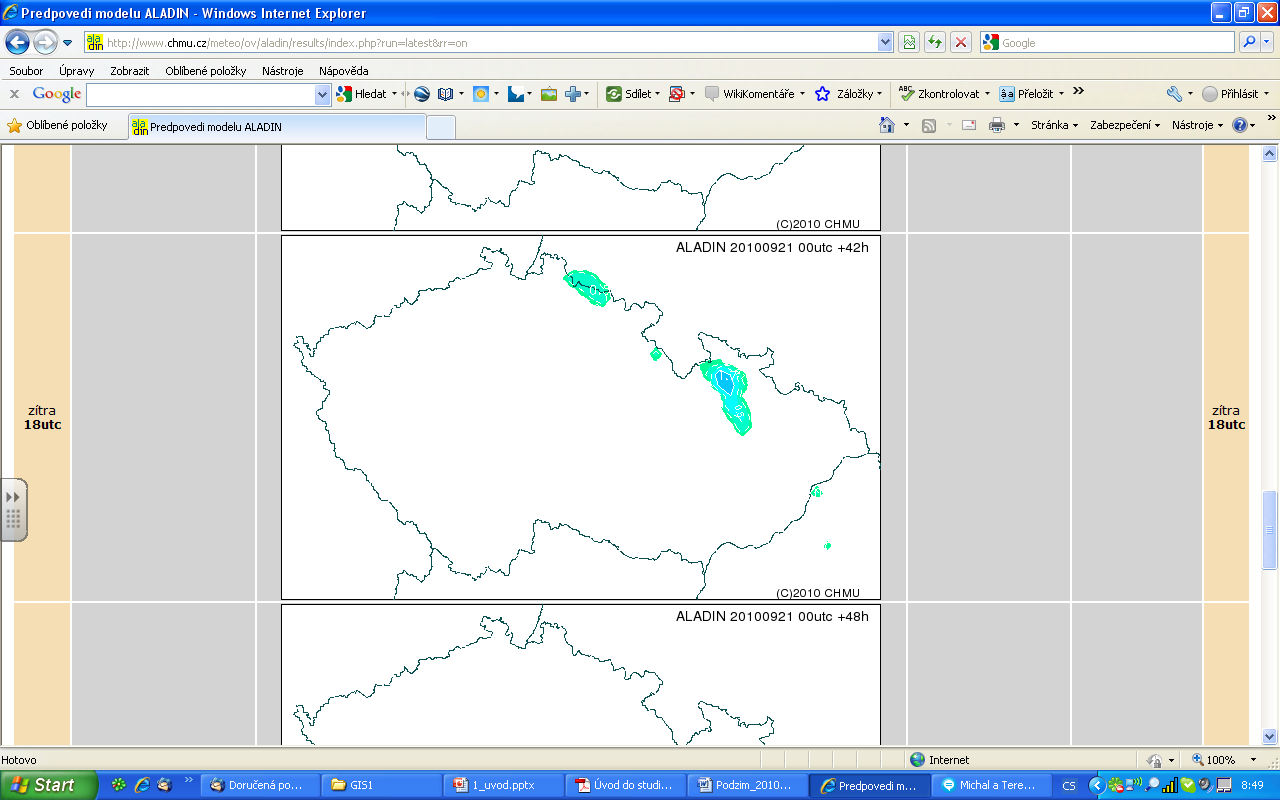 Predpovedi modelu ALADIN - Windows Internet Explorer
http://www.chmu.cz/meteo/ov/aladin/results/index.php?run=latest&rr=on
Google
Soubor Úpravy Zobrazit Oblíbené položky Nástroje Nápověda
x Google Hledat Sdílet WikiKomentáře Záložky Zkontrolovat Přeložit Přihlásit
Oblíbené položky Predpovedi modelu ALADIN Stránka Zabezpečení Nástroje
(C)2010 CHMU
ALADIN 20100921 00utc +42h
zítra
18utc
zítra
18utc
(C)2010 CHMU
ALADIN 20100921 00utc +48h
Hotovo Internet 100%
Start Doručená po... GIS1 1_uvod.pptx Úvod do studi... Podzim_2010... Predpovedi m... Michal a Tere... CS 8:49